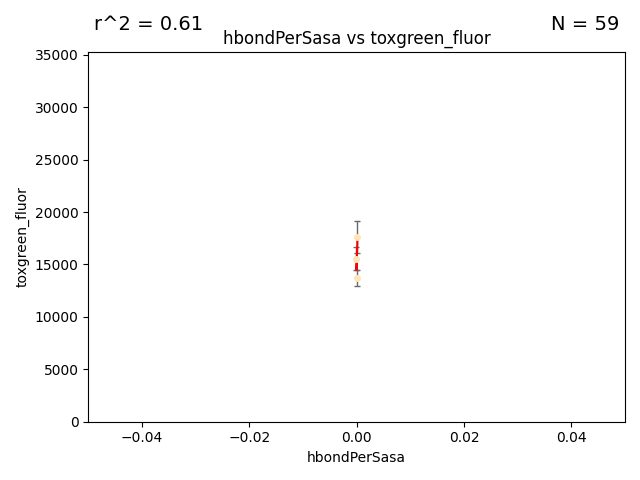 r^2 = 0.61
N = 59
hbondPerSasa vs toxgreen_fluor
35000
30000
25000
20000
15000
10000
5000
0
toxgreen_fluor
−0.04
−0.02
0.00
0.02
0.04
hbondPerSasa